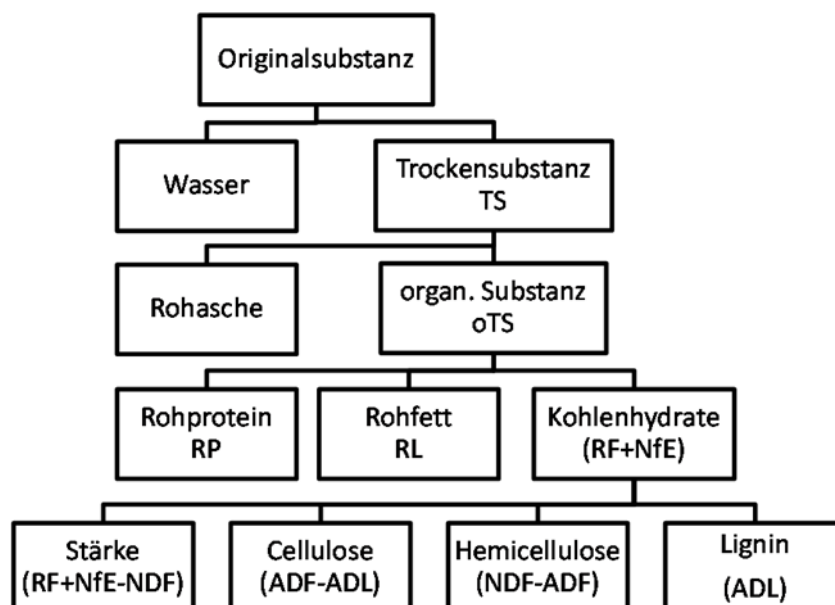 Originalsubstanz
Wasser
Trockensubstanz
TS
Rohasche
organ. Substanz
oTS
Rohprotein
RP
Rohfett
RL
Kohlenhydrate
(RF+NfE)
Stärke
(RF+NfE-NDF)
Cellulose
(ADF-ADL)
Hemicellulose
(NDF-ADF)
Lignin
(ADL)